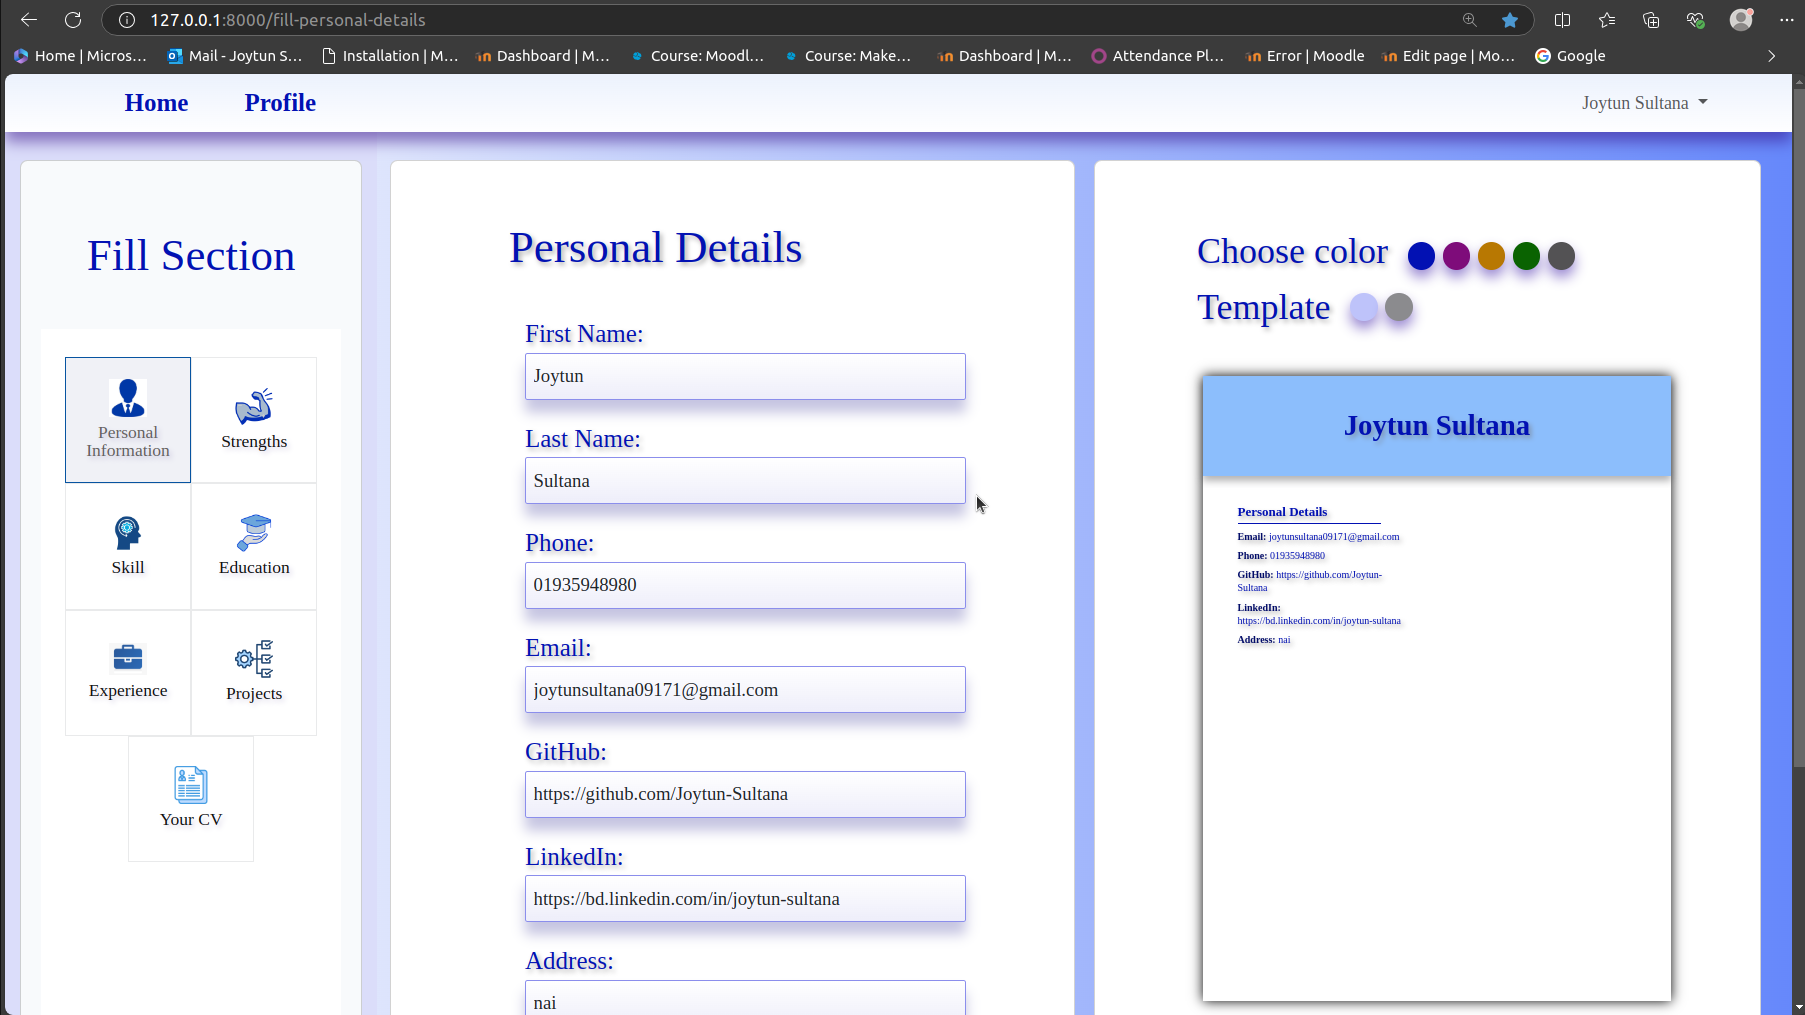 127.0.0.1:8000/fill-personal-details
Home | Micros...
Mail - Joytun S...
Installation | M...
Dashboard | M...
Course: Moodl...
Course: Make...
Dashboard | M...
Attendance Pl...
Error | Moodle
Edit page | Mo...
Google
Home
Profile
Joytun Sultana
Fill Section
Personal
Information
Strengths
Skill
Education
Experience
Projects
Your CV
Personal Details
First Name:
Joytun
Last Name:
Sultana
Phone:
01935948980
Email:
joytunsultana09171@gmail.com
GitHub:
https://github.com/Joytun-Sultana
LinkedIn:
https://bd.linkedin.com/in/joytun-sultana
Address:
nai
Choose color
Template
Joytun Sultana
Personal Details
Email: joytunsultana09171@gmail.com
Phone: 01935948980
GitHub: https://github.com/Joytun-
Sultana
LinkedIn:
https://bd.linkedin.com/in/joytun-sultana
Address: nai